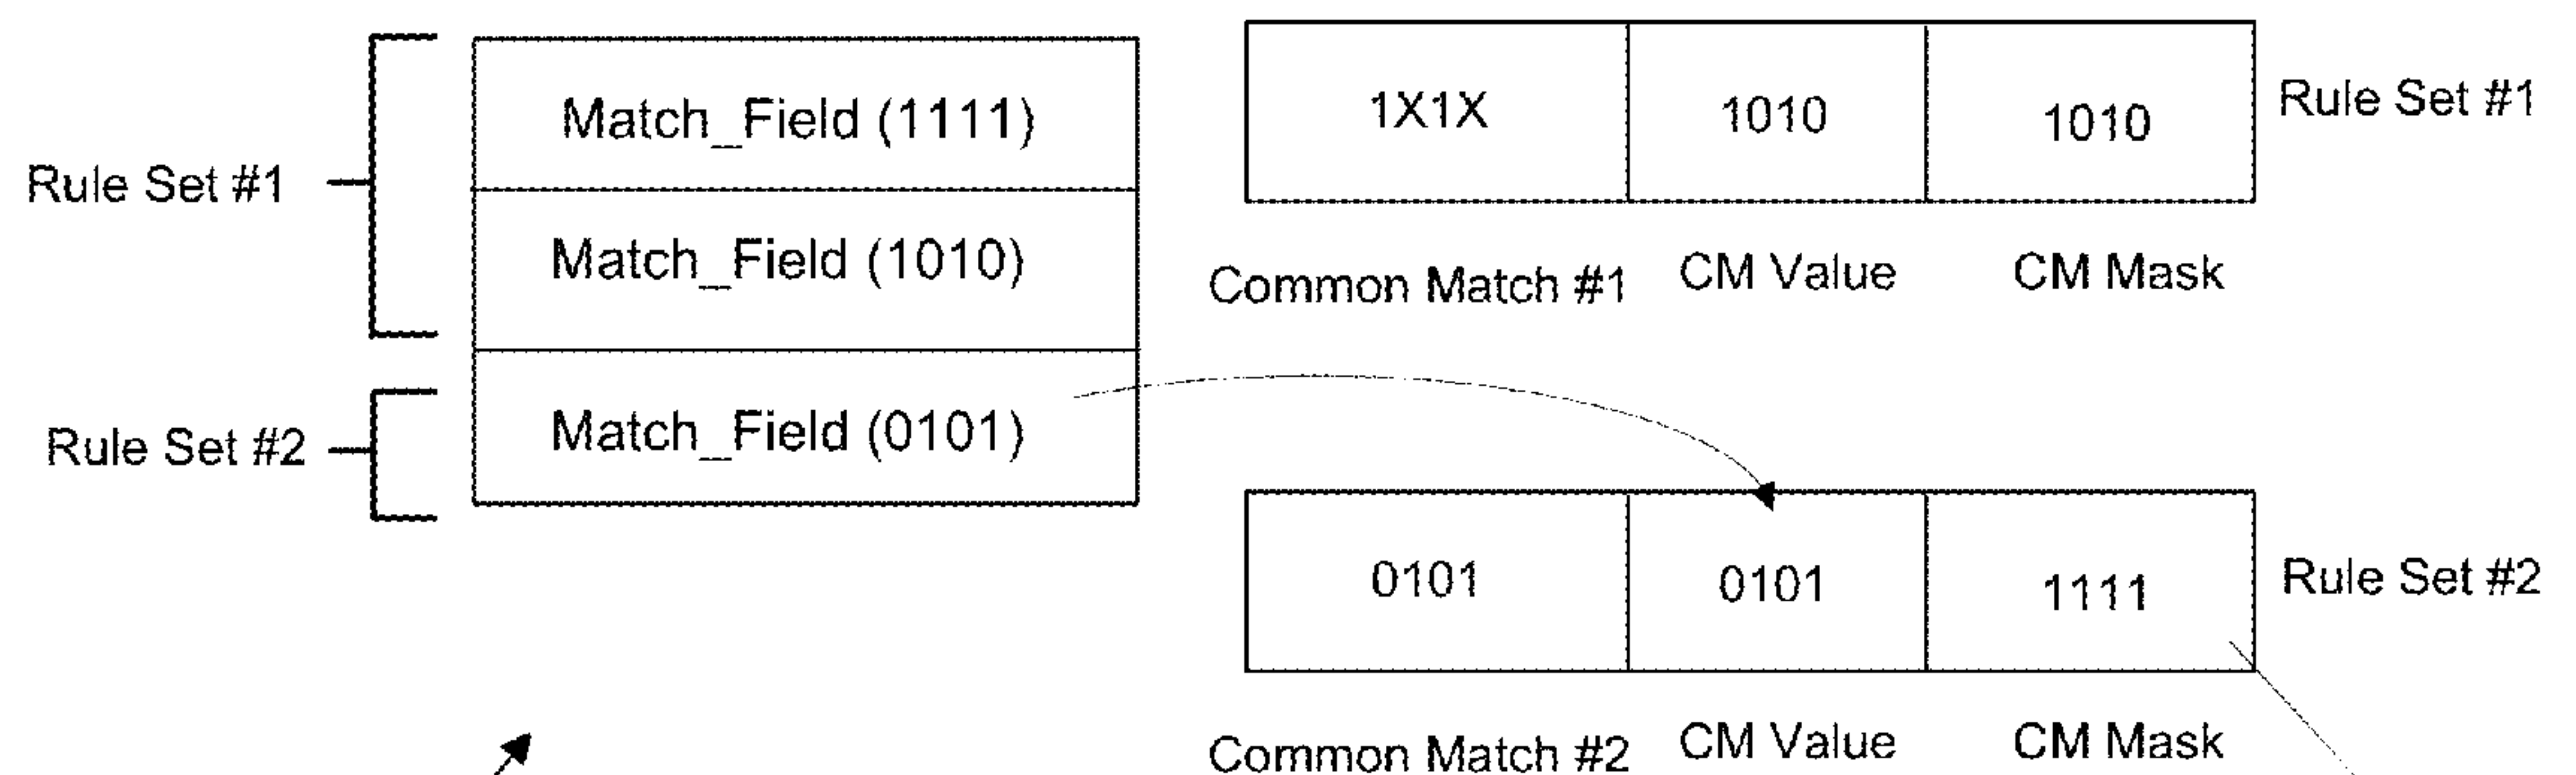 Rule Set #1
Match_Field (1111)
Match_Field (1010)
Rule Set #2
Match_Field (0101)
1X1X 1010 1010 Rule Set #1
Common Match #1 CM Value CM Mask
0101 0101 1111 Rule Set #2
Common Match #2 CM Value CM Mask